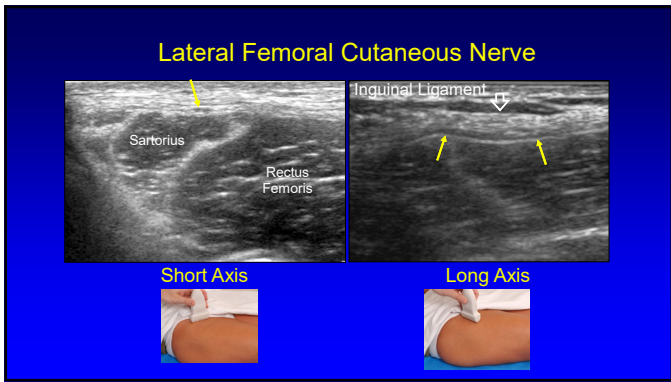 Lateral Femoral Cutaneous Nerve
Sartorius
Rectus
Femoris
Inguinal Ligament
Short Axis
Long Axis